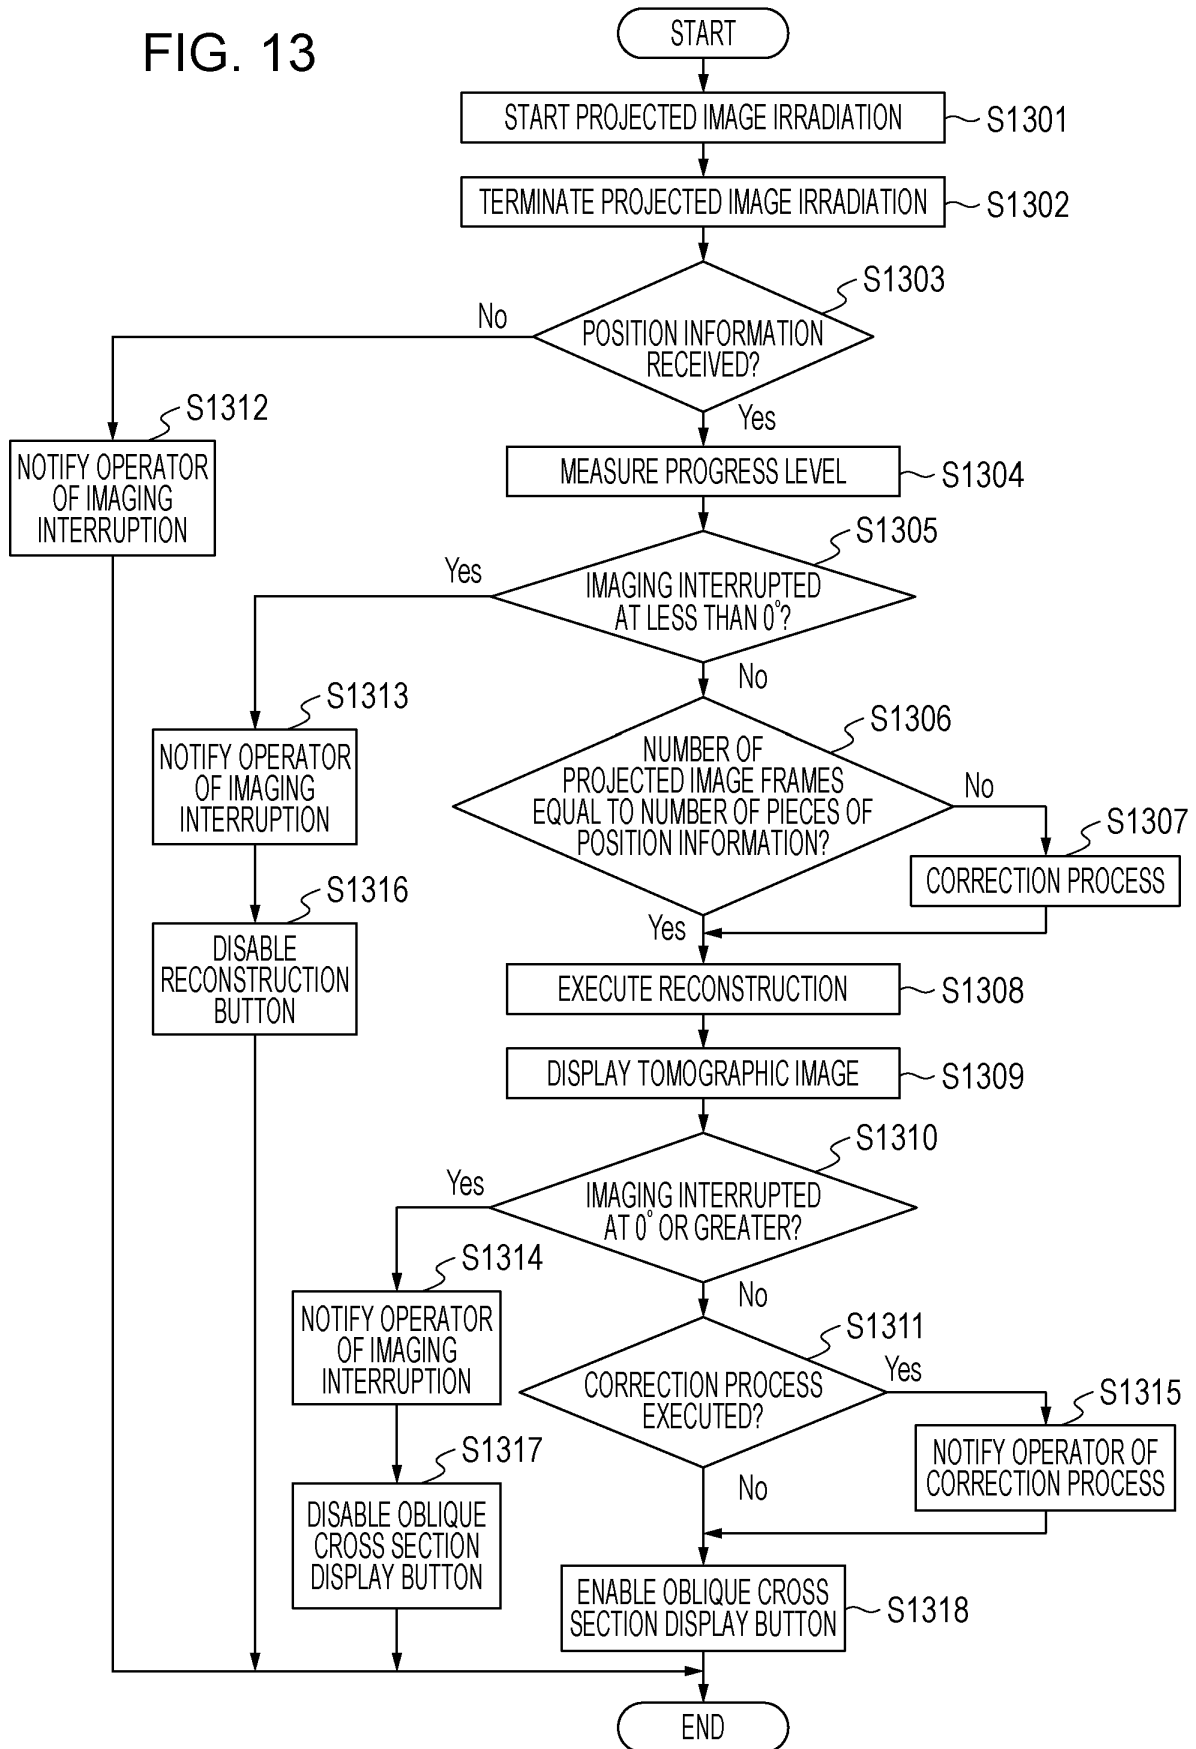 FIG. 13
START
START PROJECTED IMAGE IRRADIATION
S1301
TERMINATE PROJECTED IMAGE IRRADIATION
S1302
S1303
No
POSITION INFORMATION
RECEIVED?
Yes
S1312
NOTIFY OPERATOR
OF IMAGING
INTERRUPTION
MEASURE PROGRESS LEVEL
S1304
S1305
Yes
IMAGING INTERRUPTED
AT LESS THAN 0°?
No
S1313
NOTIFY OPERATOR
OF IMAGING
INTERRUPTION
S1306
NUMBER OF
PROJECTED IMAGE FRAMES
EQUAL TO NUMBER OF PIECES OF
POSITION INFORMATION?
No
S1307
CORRECTION PROCESS
Yes
S1316
DISABLE
RECONSTRUCTION
BUTTON
EXECUTE RECONSTRUCTION
S1308
DISPLAY TOMOGRAPHIC IMAGE
S1309
S1310
Yes
IMAGING INTERRUPTED
AT 0° OR GREATER?
No
S1314
NOTIFY OPERATOR
OF IMAGING
INTERRUPTION
S1311
Yes
CORRECTION PROCESS
EXECUTED?
No
S1315
NOTIFY OPERATOR OF
CORRECTION PROCESS
S1317
DISABLE OBLIQUE
CROSS SECTION
DISPLAY BUTTON
ENABLE OBLIQUE CROSS
SECTION DISPLAY BUTTON
S1318
END